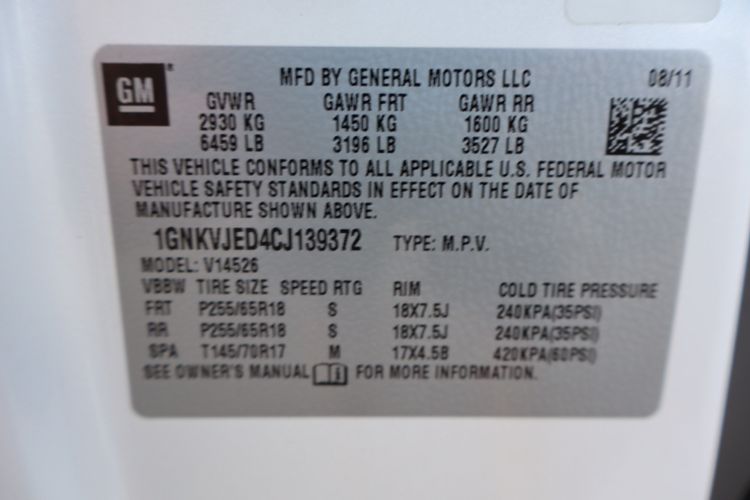 GM ®
MFD BY GENERAL MOTORS LLC 08/11
GVWR GAWR FRT GAWR RR
2930 KG 1450 KG 1600 KG
6459 LB 3196 LB 3527 LB
THIS VEHICLE CONFORMS TO ALL APPLICABLE U.S. FEDERAL MOTOR
VEHICLE SAFETY STANDARDS IN EFFECT ON THE DATE OF
MANUFACTURE SHOWN ABOVE.
1GNKVJED4CJ139372 TYPE: M.P.V.
MODEL: V14526
VBBW TIRE SIZE SPEED RTG RIM COLD TIRE PRESSURE
FRT P255/65R18 S 18X7.5J 240KPA(35PSI)
RR P255/65R18 S 18X7.5J 240KPA(35PSI)
SPA T145/70R17 M 17X4.5B 420KPA(60PSI)
SEE OWNER'S MANUAL FOR MORE INFORMATION.